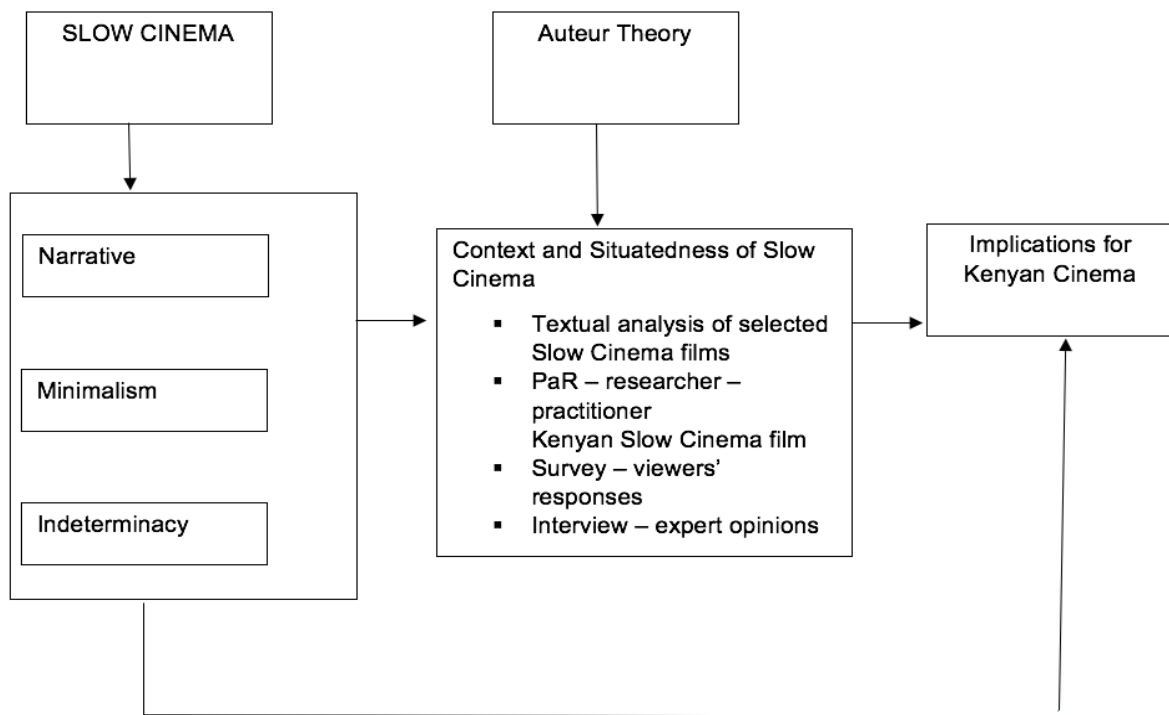 SLOW CINEMA
Auteur Theory
Narrative
Minimalism
Indeterminacy
Context and Situatedness of Slow
Cinema
▪ Textual analysis of selected
Slow Cinema films
▪ PaR – researcher –
practitioner
Kenyan Slow Cinema film
▪ Survey – viewers’
responses
▪ Interview – expert opinions
Implications for
Kenyan Cinema